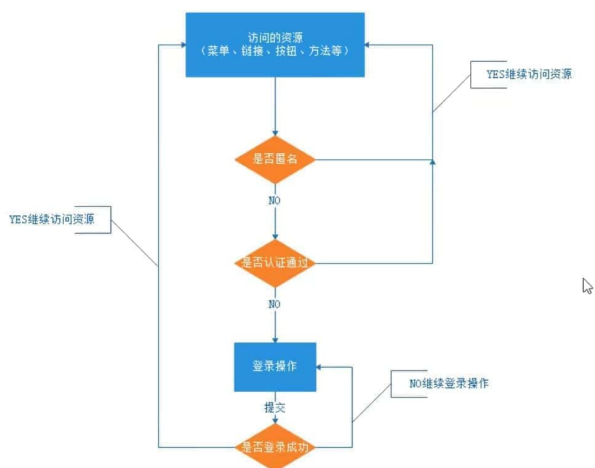 访问的资源
（菜单、链接、按钮、方法等）
YES继续访问资源
是否匿名
NO
YES继续访问资源
是否认证通过
NO
登录操作
NO继续登录操作
提交
是否登录成功